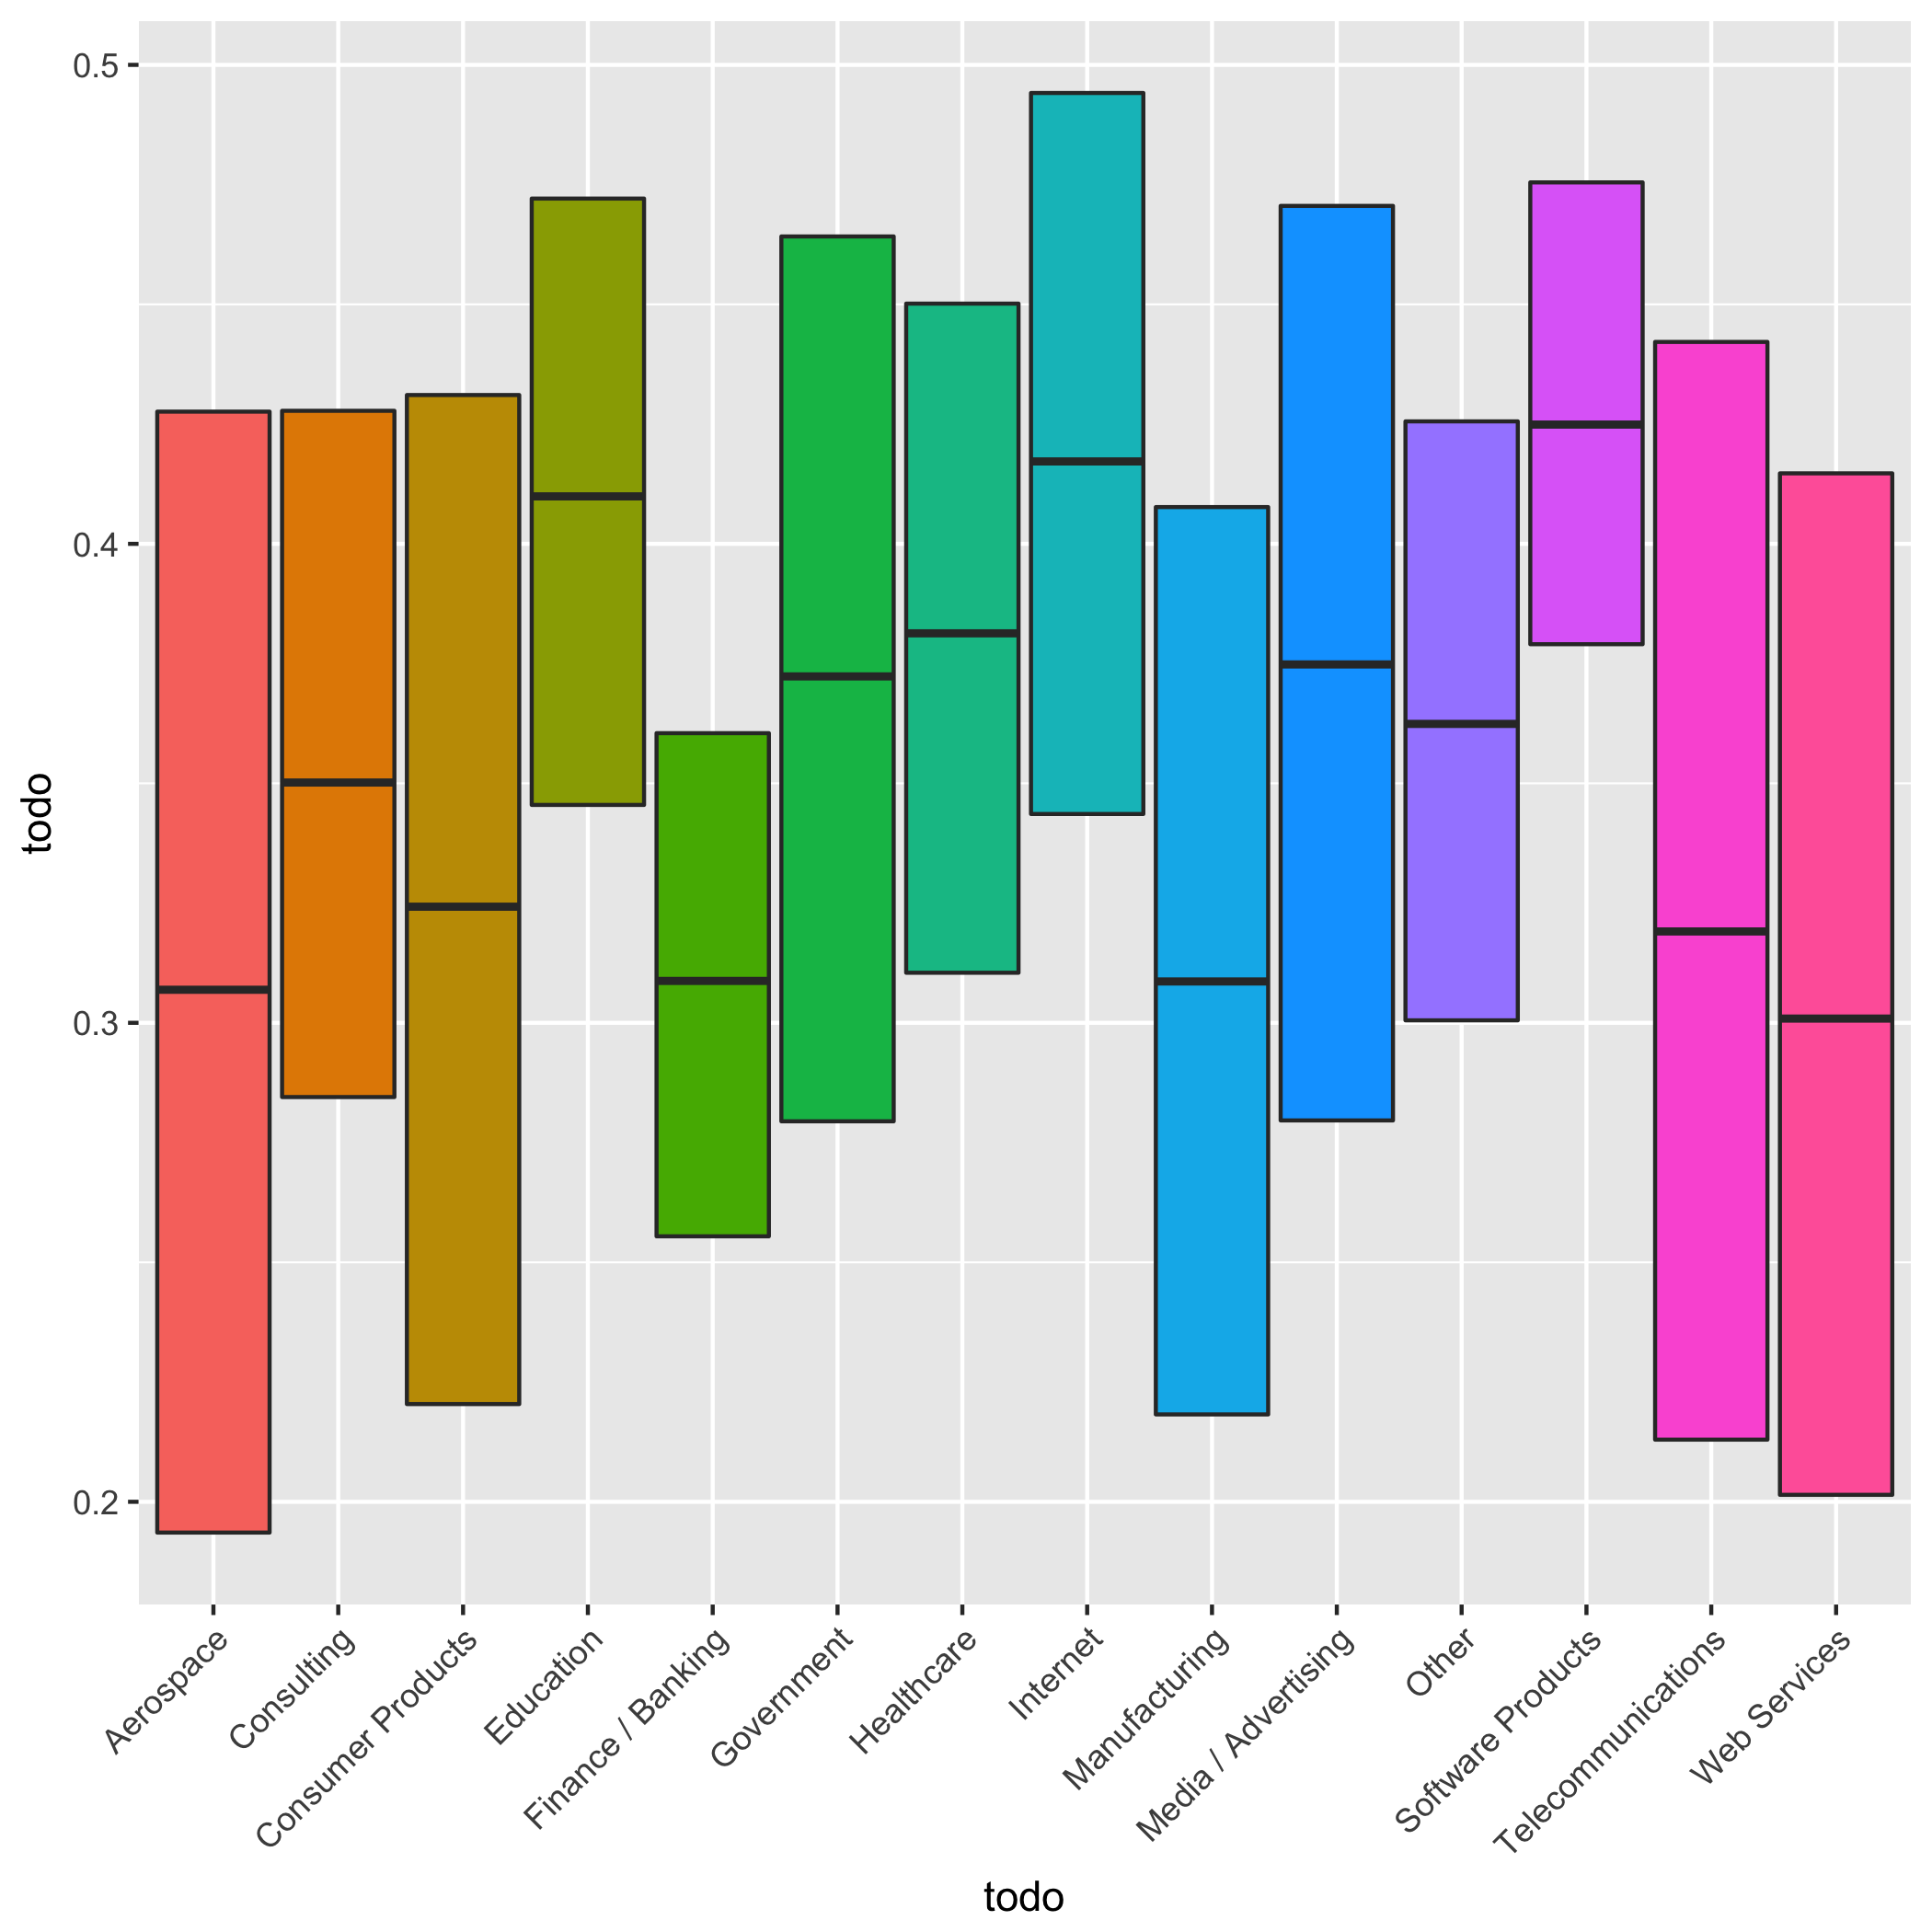 0.5
0.4
0.3
0.2
todo
Aerospace
Consulting
Consumer Products
Education
Finance / Banking
Government
Healthcare
Internet
Manufacturing
Media / Advertising
Other
Software Products
Telecommunications
Web Services
todo